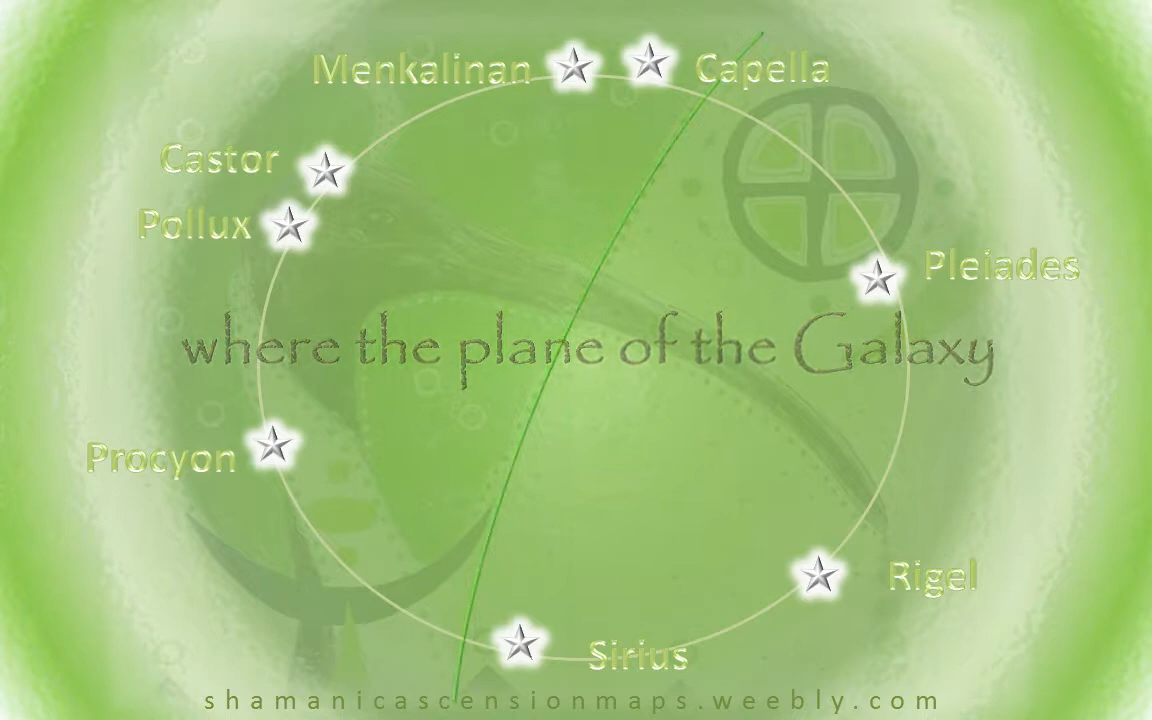 Menkalinan
Capella
Castor
Pollux
Pleiades
where the plane of the Galaxy
Procyon
Rigel
Sirius
shamanicascensionmaps.weebly.com